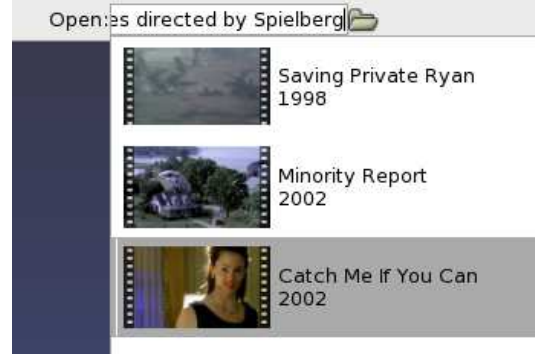 Open:es directed by Spielberg
Saving Private Ryan
1998
Minority Report
2002
Catch Me If You Can
2002